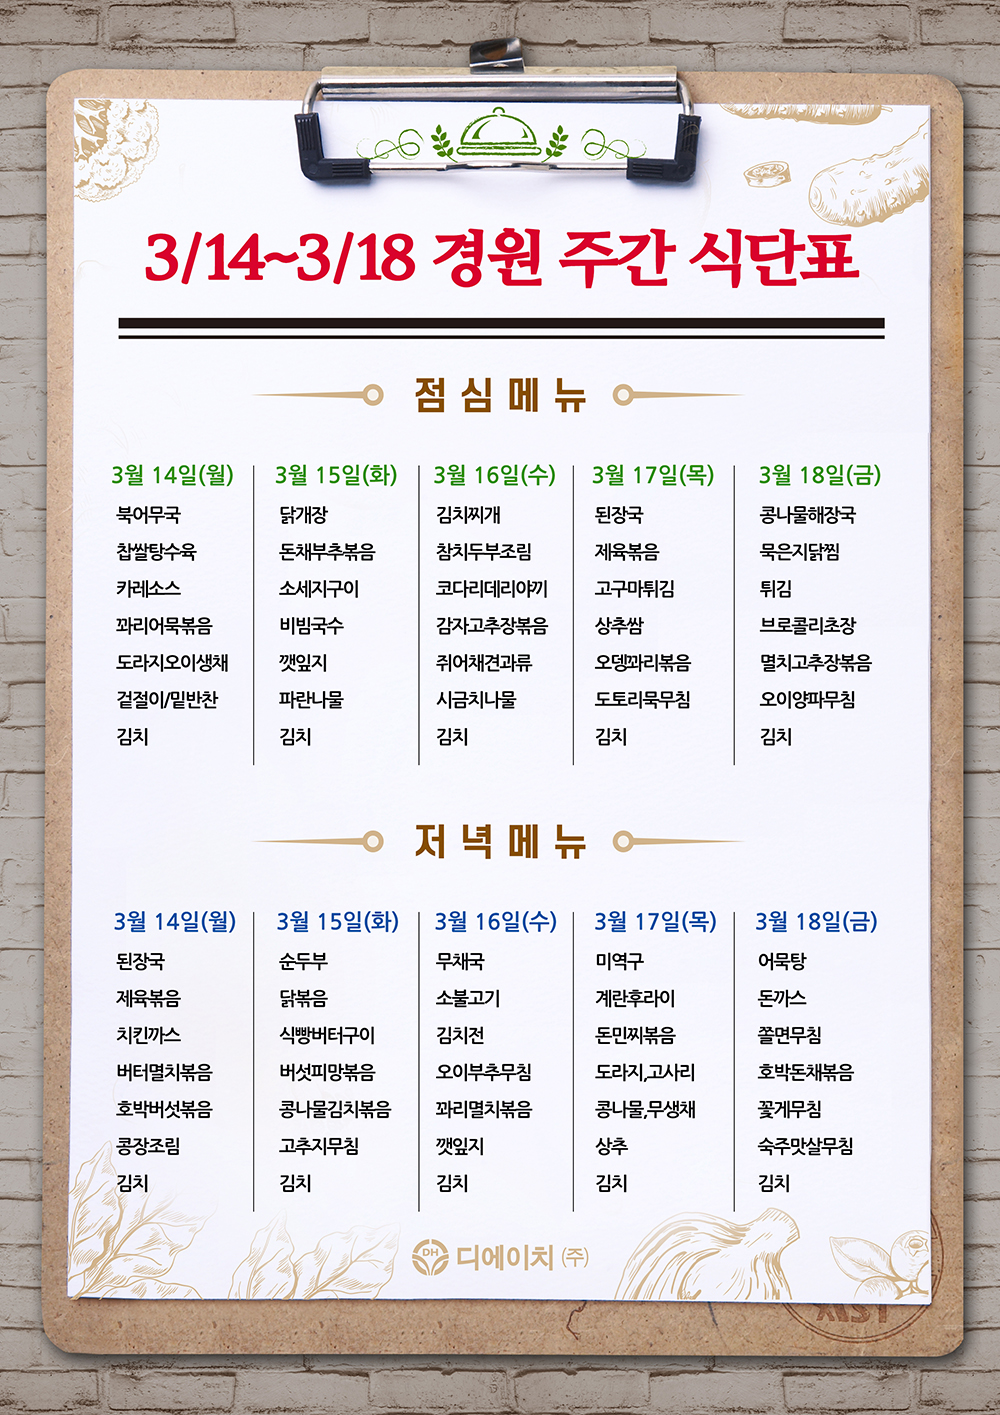 3/14~3/18 경원 주간 식단표
점심메뉴
3월 14일(월)
북어무국
찹쌀탕수육
카레소스
꽈리어묵볶음
도라지오이생채
겉절이/밑반찬
김치
3월 15일(화)
닭개장
돈채부추볶음
소세지구이
비빔국수
깻잎지
파란나물
김치
3월 16일(수)
김치찌개
참치두부조림
코다리데리야끼
감자고추장볶음
쥐어채견과류
시금치나물
김치
3월 17일(목)
된장국
제육볶음
고구마튀김
상추쌈
오뎅꽈리볶음
도토리묵무침
김치
3월 18일(금)
콩나물해장국
묵은지닭찜
튀김
브로콜리초장
멸치고추장볶음
오이양파무침
김치
저녁메뉴
3월 14일(월)
된장국
제육볶음
치킨까스
버터멸치볶음
호박버섯볶음
콩장조림
김치
3월 15일(화)
순두부
닭볶음
식빵버터구이
버섯피망볶음
콩나물김치볶음
고추지무침
김치
3월 16일(수)
무채국
소불고기
김치전
오이부추무침
꽈리멸치볶음
깻잎지
김치
3월 17일(목)
미역구
계란후라이
돈민찌볶음
도라지,고사리
콩나물,무생채
상추
김치
3월 18일(금)
어묵탕
돈까스
쫄면무침
호박돈채볶음
꽃게무침
숙주맛살무침
김치
DH 디에이치 (주)